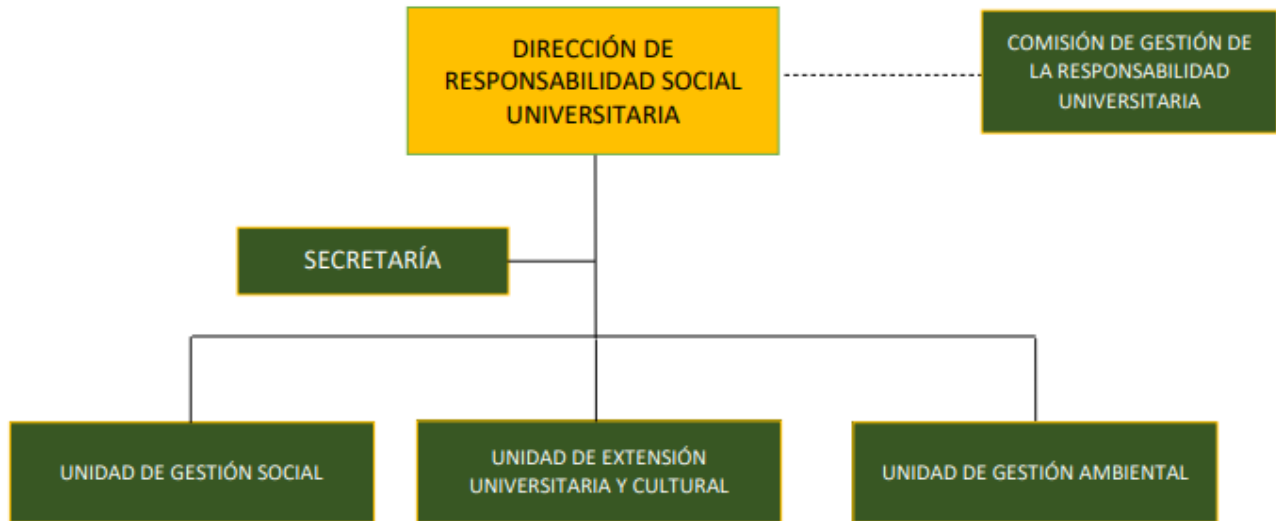 DIRECCIÓN DE
RESPONSABILIDAD SOCIAL
UNIVERSITARIA
COMISIÓN DE GESTIÓN DE
LA RESPONSABILIDAD
UNIVERSITARIA
SECRETARÍA
UNIDAD DE GESTIÓN SOCIAL
UNIDAD DE EXTENSIÓN
UNIVERSITARIA Y CULTURAL
UNIDAD DE GESTIÓN AMBIENTAL